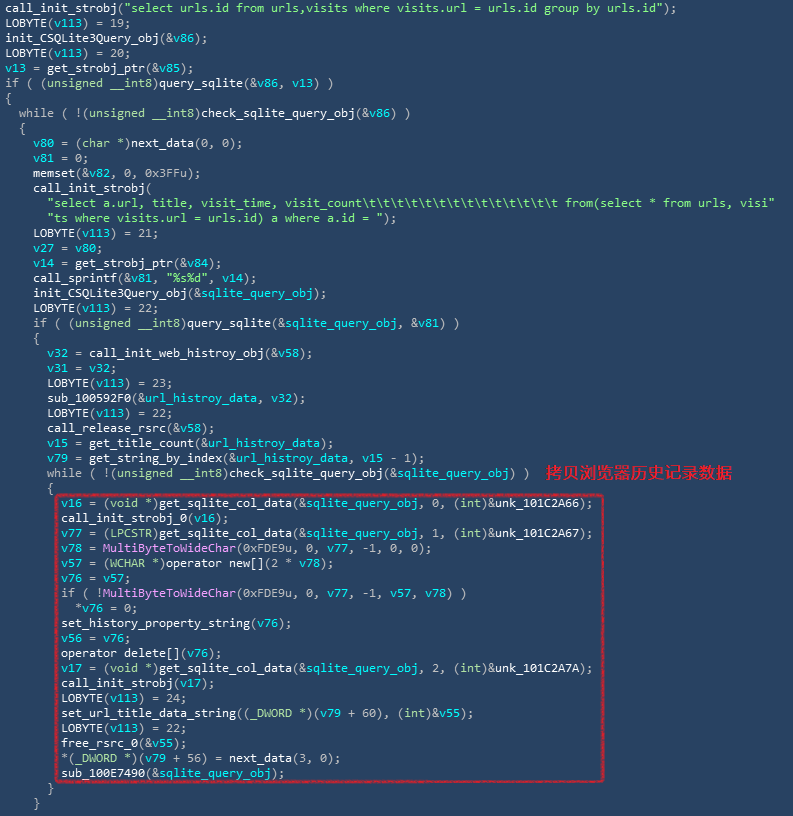 call_init_strobj("select urls.id from urls,visits where visits.url = urls.id group by urls.id");
LOBYTE(v113) = 19;
init_CSQLite3Query_obj(&v86);
LOBYTE(v113) = 20;
v13 = get_strobj_ptr(&v85);
if ( (unsigned __int8)query_sqlite(&v86, v13) )
{
while ( !(unsigned __int8)check_sqlite_query_obj(&v86) )
{
v80 = (char *)next_data(0, 0);
v81 = 0;
memset(&v82, 0, 0x3FFu);
call_init_strobj(
"select a.url, title, visit_time, visit_count\t\t\t\t\t\t\t\t\t\t\t\t\t\t from(select * from urls, visi"
"ts where visits.url = urls.id) a where a.id = ");
LOBYTE(v113) = 21;
v27 = v80;
v14 = get_strobj_ptr(&v84);
call_sprintf(&v81, "%s%d", v14);
init_CSQLite3Query_obj(&sqlite_query_obj);
LOBYTE(v113) = 22;
if ( (unsigned __int8)query_sqlite(&sqlite_query_obj, &v81) )
{
v32 = call_init_web_histroy_obj(&v58);
v31 = v32;
LOBYTE(v113) = 23;
sub_100592F0(&url_histroy_data, v32);
LOBYTE(v113) = 22;
call_release_rsrc(&v58);
v15 = get_title_count(&url_histroy_data);
v79 = get_string_by_index(&url_histroy_data, v15 - 1);
while ( !(unsigned __int8)check_sqlite_query_obj(&sqlite_query_obj) ) 拷贝浏览器历史记录数据
{
v16 = (void *)get_sqlite_col_data(&sqlite_query_obj, 0, (int)&unk_101C2A66);
call_init_strobj_0(v16);
v77 = (LPCSTR)get_sqlite_col_data(&sqlite_query_obj, 1, (int)&unk_101C2A67);
v78 = MultiByteToWideChar(0xFDE9u, 0, v77, -1, 0, 0);
v57 = (WCHAR *)operator new[](2 * v78);
v76 = v57;
if ( !MultiByteToWideChar(0xFDE9u, 0, v77, -1, v57, v78) )
*v76 = 0;
set_history_property_string(v76);
v56 = v76;
operator delete[](v76);
v17 = (void *)get_sqlite_col_data(&sqlite_query_obj, 2, (int)&unk_101C2A7A);
call_init_strobj(v17);
LOBYTE(v113) = 24;
set_url_title_data_string((_DWORD *)(v79 + 60), (int)&v55);
LOBYTE(v113) = 22;
free_rsrc_0(&v55);
*(_DWORD *)(v79 + 56) = next_data(3, 0);
sub_100E7490(&sqlite_query_obj);
}
}